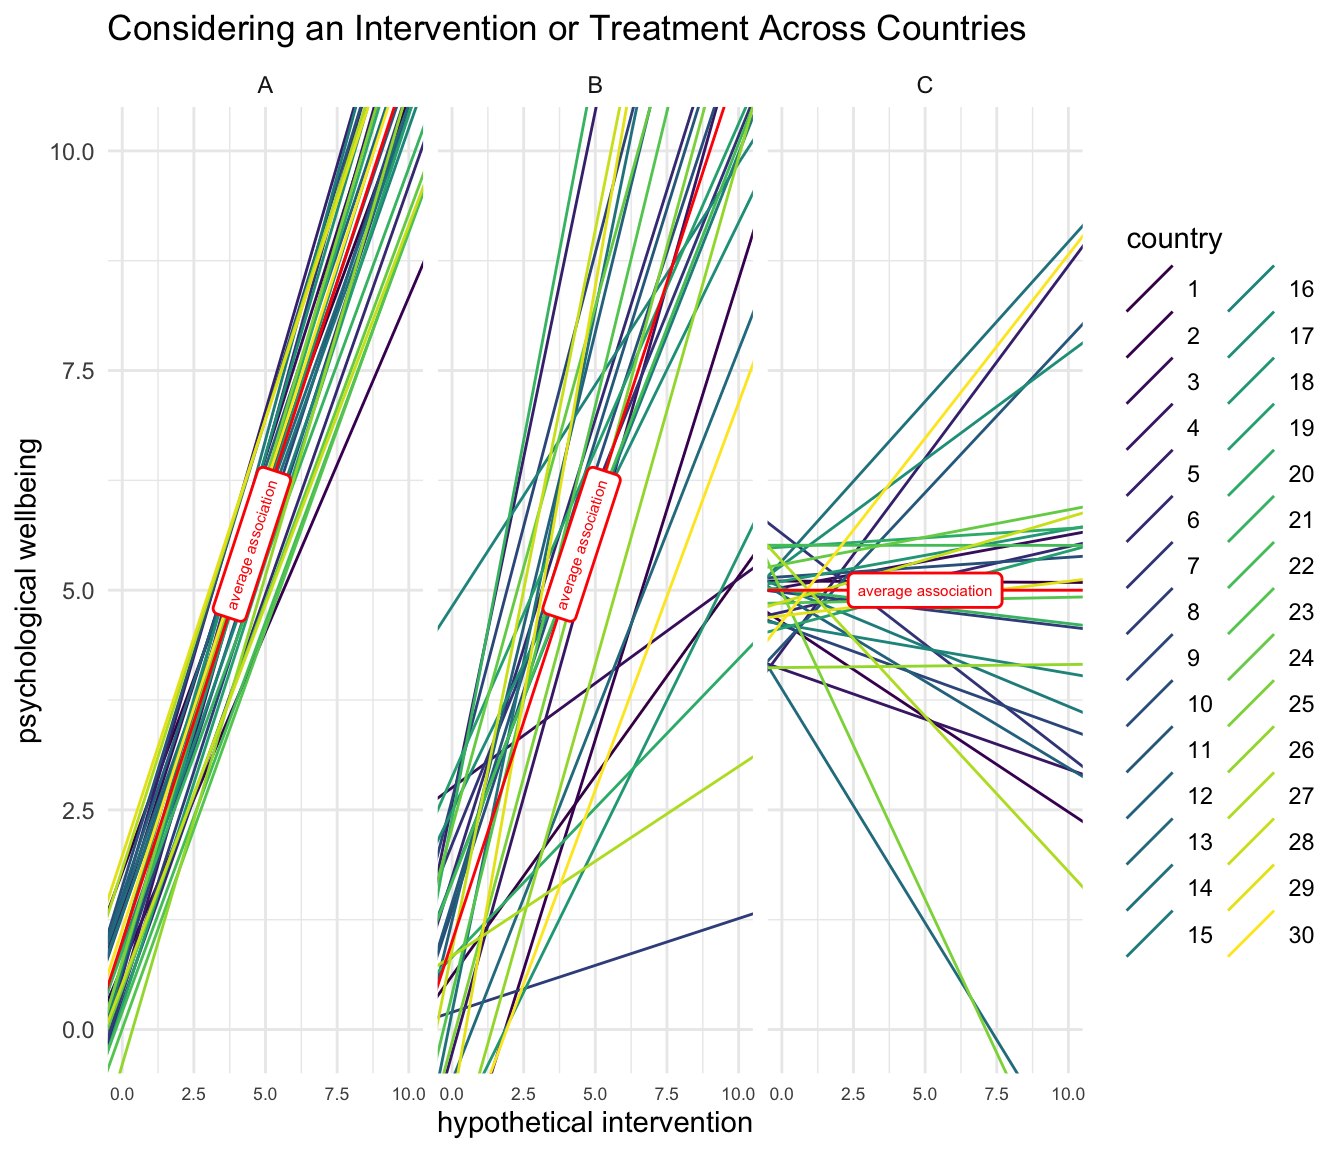 Considering an Intervention or Treatment Across Countries
A B C
psychological wellbeing
10.0
7.5
5.0
2.5
0.0
average association
average association
average association
0.0 2.5 5.0 7.5 10.0 0.0 2.5 5.0 7.5 10.0 0.0 2.5 5.0 7.5 10.0
hypothetical intervention
country
1 16
2 17
3 18
4 19
5 20
6 21
7 22
8 23
9 24
10 25
11 26
12 27
13 28
14 29
15 30